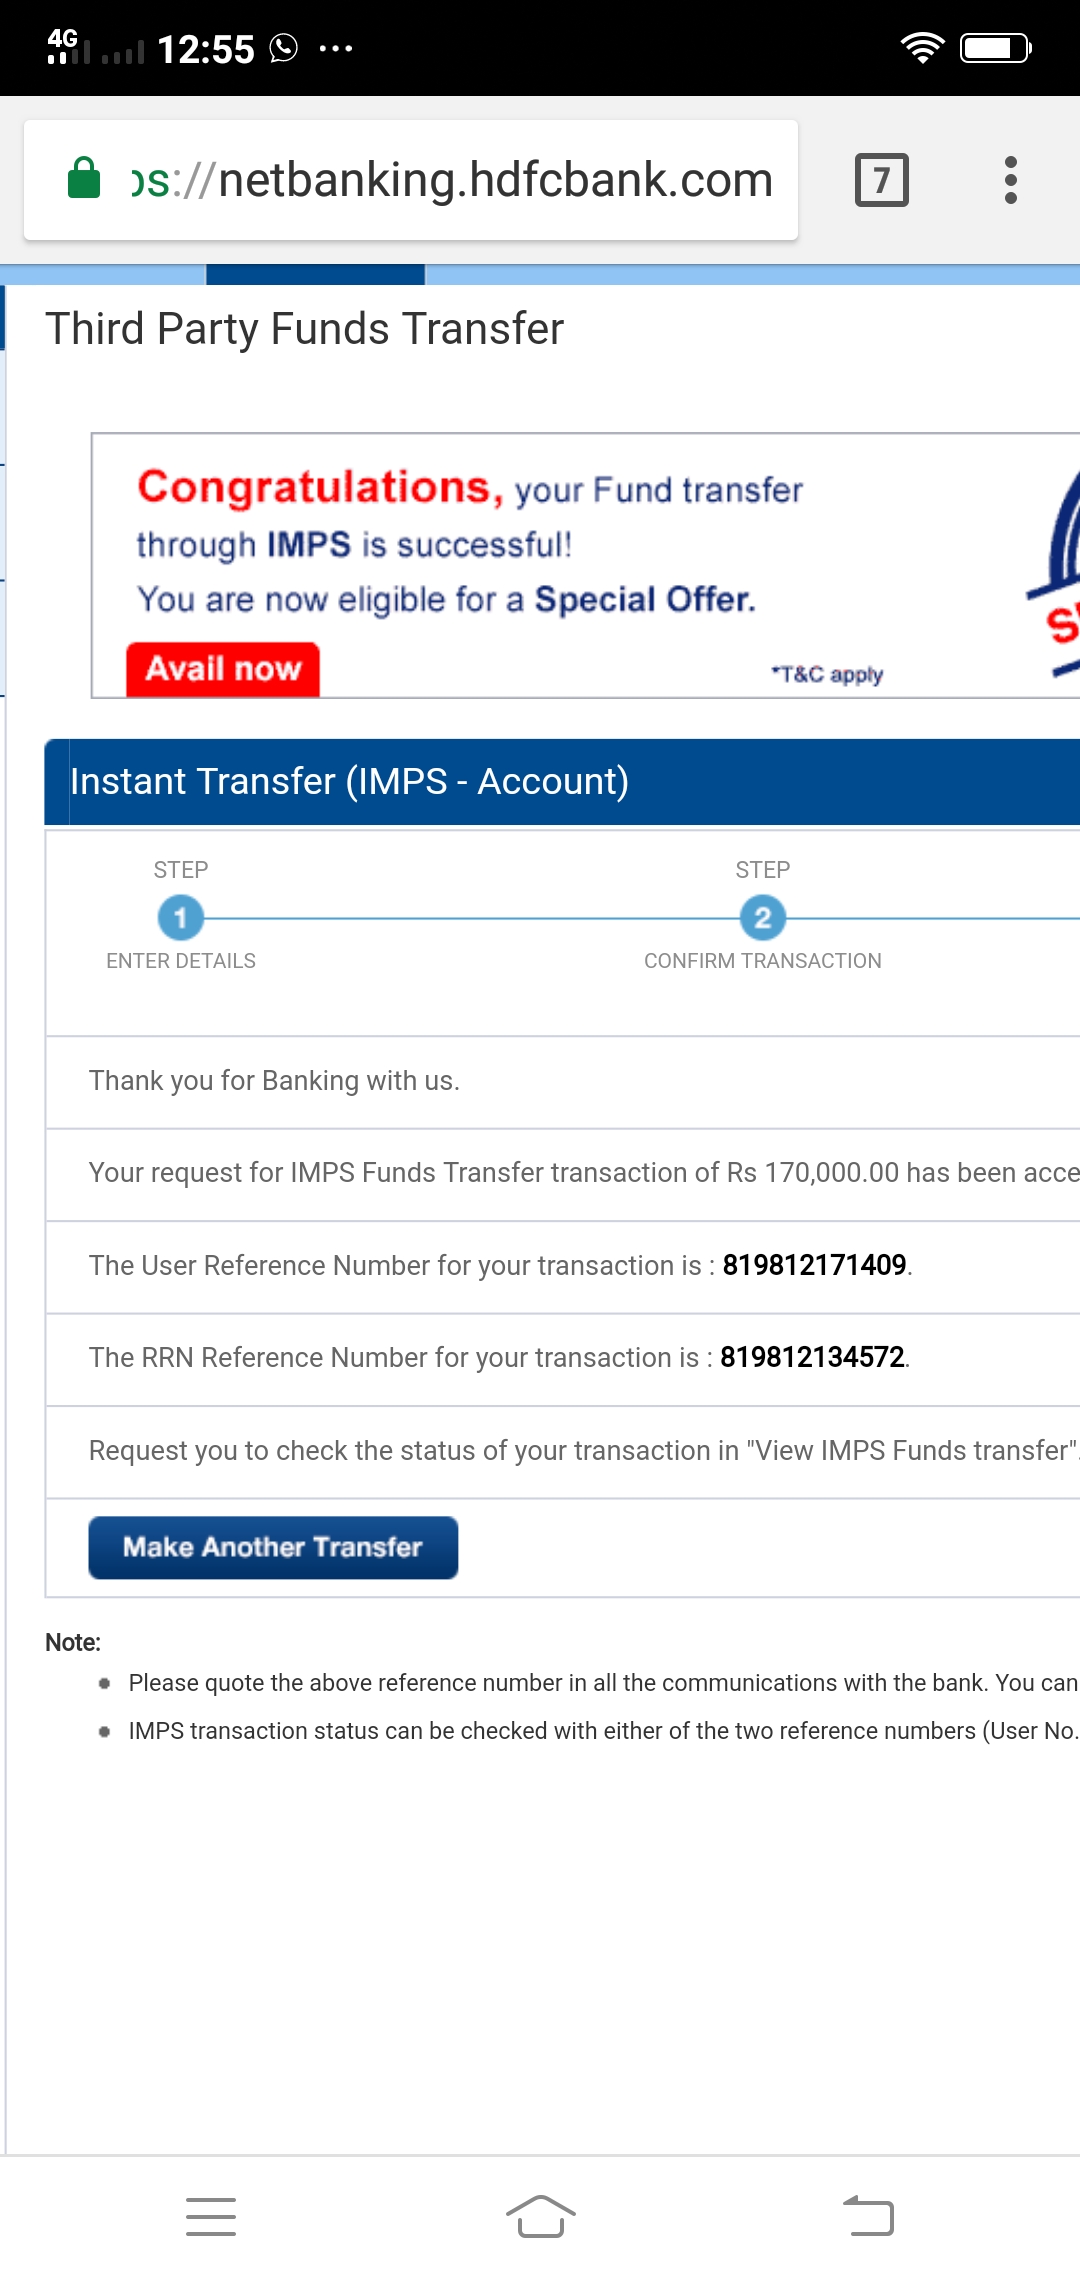 4G 12:55
ps://netbanking.hdfcbank.com 7
Third Party Funds Transfer
Congratulations, your Fund transfer
through IMPS is successful!
You are now eligible for a Special Offer.
Avail now
*T&C apply
Instant Transfer (IMPS - Account)
STEP STEP
1 2
ENTER DETAILS CONFIRM TRANSACTION
Thank you for Banking with us.
Your request for IMPS Funds Transfer transaction of Rs 170,000.00 has been acce
The User Reference Number for your transaction is : 819812171409.
The RRN Reference Number for your transaction is : 819812134572.
Request you to check the status of your transaction in "View IMPS Funds transfer".
Make Another Transfer
Note:
Please quote the above reference number in all the communications with the bank. You can
IMPS transaction status can be checked with either of the two reference numbers (User No.